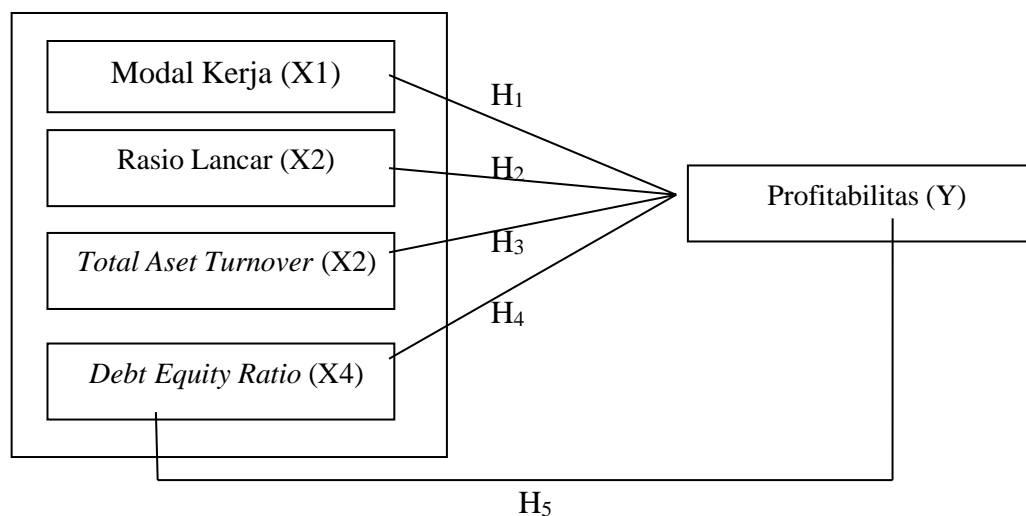 Modal Kerja (X1)
H₁
Rasio Lancar (X2)
H₂
Profitabilitas (Y)
Total Aset Turnover (X2)
H₃
H₄
Debt Equity Ratio (X4)
H₅